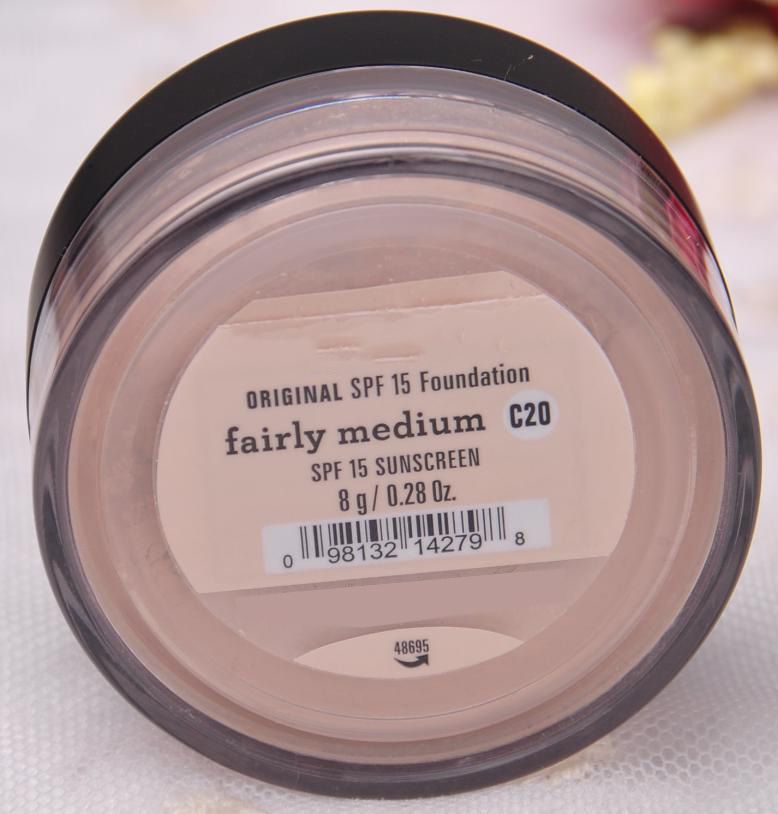 ORIGINAL SPF 15 Foundation
fairly medium C20
SPF 15 SUNSCREEN
8 g / 0.28 Oz.
0 98132 14279 8
48695